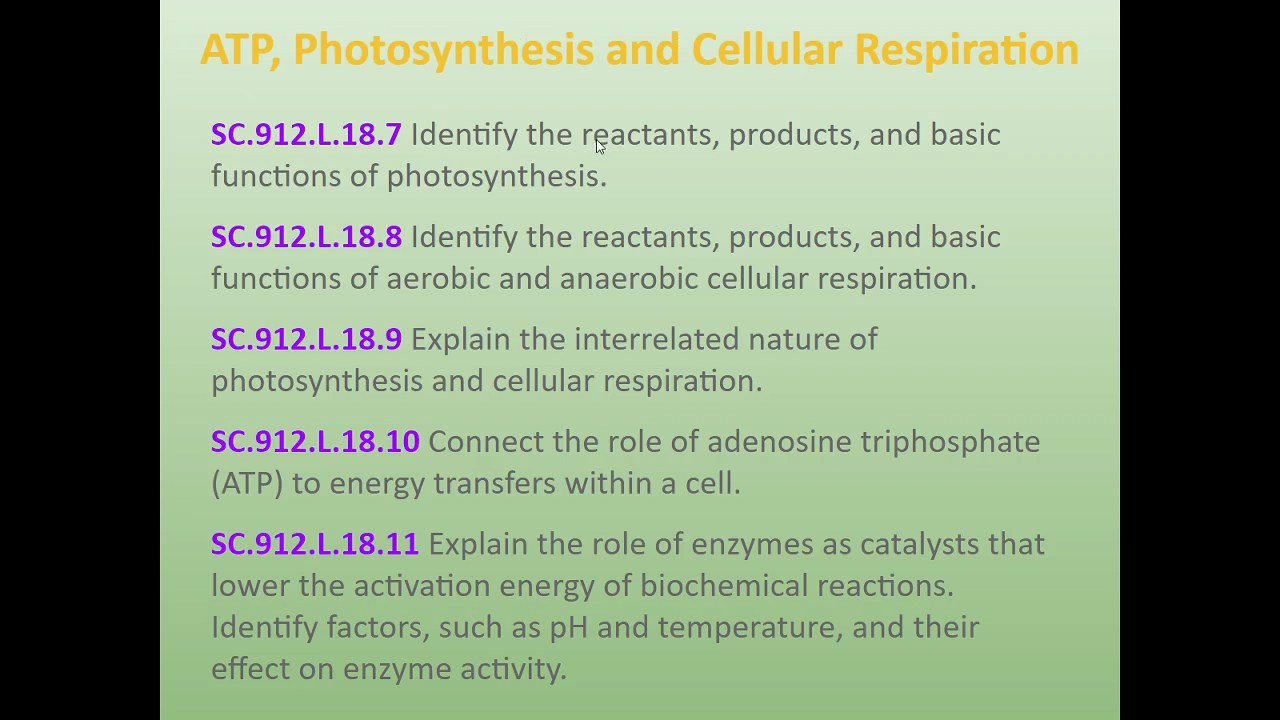 ATP, Photosynthesis and Cellular Respiration
SC.912.L.18.7 Identify the reactants, products, and basic
functions of photosynthesis.
SC.912.L.18.8 Identify the reactants, products, and basic
functions of aerobic and anaerobic cellular respiration.
SC.912.L.18.9 Explain the interrelated nature of
photosynthesis and cellular respiration.
SC.912.L.18.10 Connect the role of adenosine triphosphate
(ATP) to energy transfers within a cell.
SC.912.L.18.11 Explain the role of enzymes as catalysts that
lower the activation energy of biochemical reactions.
Identify factors, such as pH and temperature, and their
effect on enzyme activity.